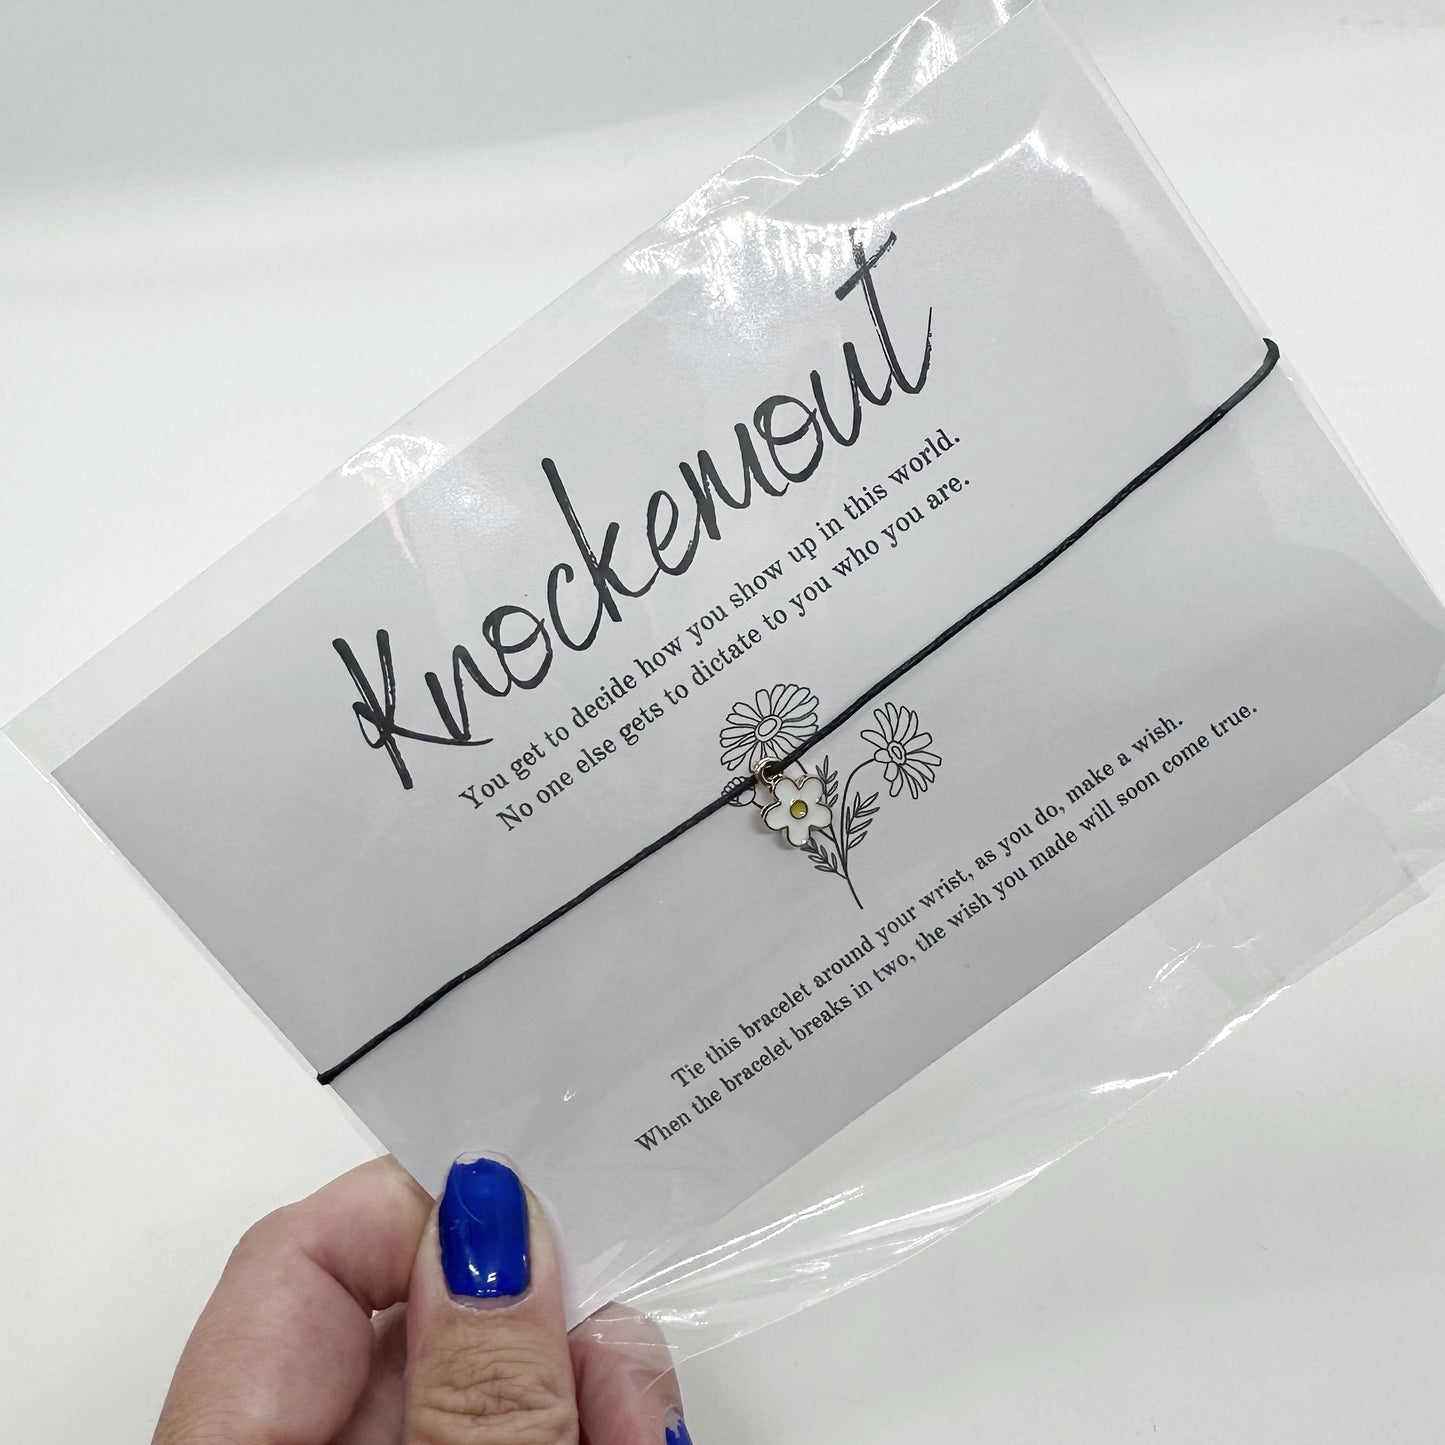 Knockemout
You get to decide how you show up in this world.
No one else gets to dictate to you who you are.
Tie this bracelet around your wrist, as you do, make a wish.
When the bracelet breaks in two, the wish you made will soon come true.